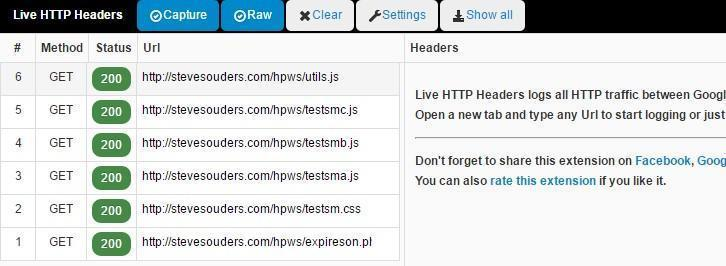 Live HTTP Headers Capture Raw Clear Settings Show all
# Method Status Url Headers
6 GET 200 http://stevesouders.com/hpws/utils.js
5 GET 200 http://stevesouders.com/hpws/testsmc.js
4 GET 200 http://stevesouders.com/hpws/testsmb.js
3 GET 200 http://stevesouders.com/hpws/testsma.js
2 GET 200 http://stevesouders.com/hpws/testsm.css
1 GET 200 http://stevesouders.com/hpws/expireson.pl
Live HTTP Headers logs all HTTP traffic between Googl
Open a new tab and type any Url to start logging or just
Don't forget to share this extension on Facebook, Goog
You can also rate this extension if you like it.